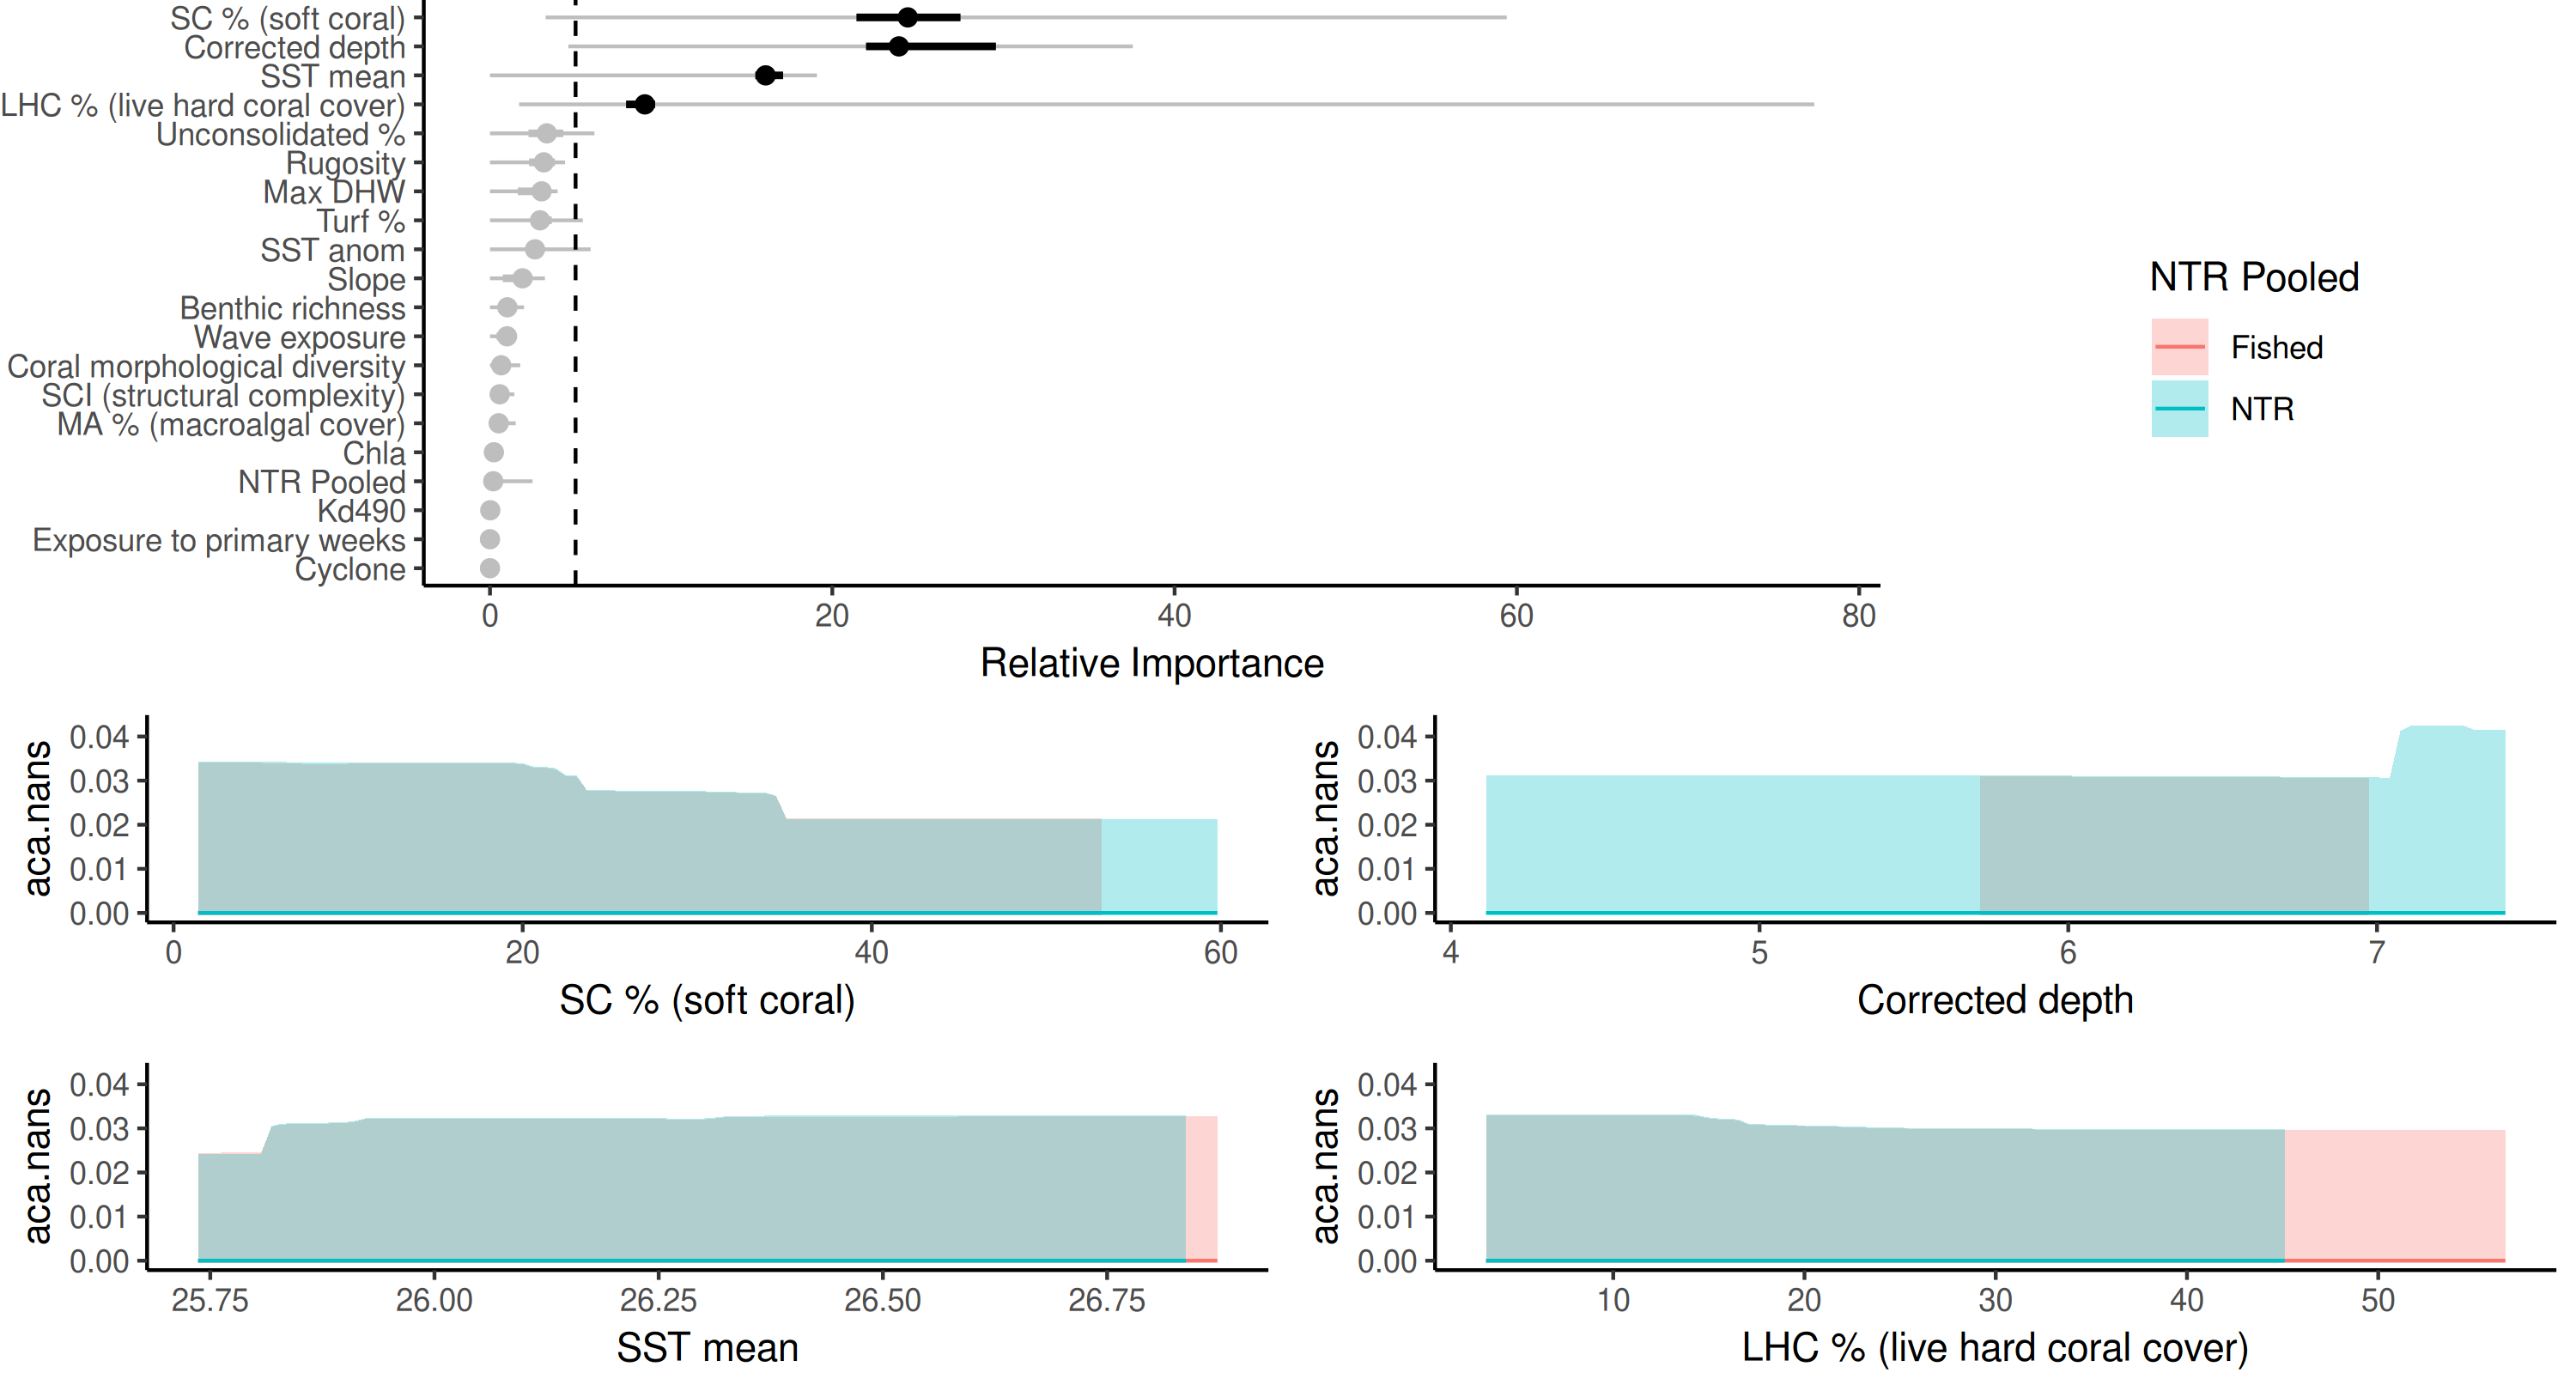 SC % (soft coral)
Corrected depth
SST mean
LHC % (live hard coral cover)
Unconsolidated %
Rugosity
Max DHW
Turf %
SST anom
Slope
Benthic richness
Wave exposure
Coral morphological diversity
SCI (structural complexity)
MA % (macroalgal cover)
Chla
NTR Pooled
Kd490
Exposure to primary weeks
Cyclone
0 20 40 60 80
Relative Importance
NTR Pooled
Fished
NTR
aca.nans
0.04
0.03
0.02
0.01
0.00
0 20 40 60
SC % (soft coral)
aca.nans
0.04
0.03
0.02
0.01
0.00
4 5 6 7
Corrected depth
aca.nans
0.04
0.03
0.02
0.01
0.00
25.75 26.00 26.25 26.50 26.75
SST mean
aca.nans
0.04
0.03
0.02
0.01
0.00
10 20 30 40 50
LHC % (live hard coral cover)